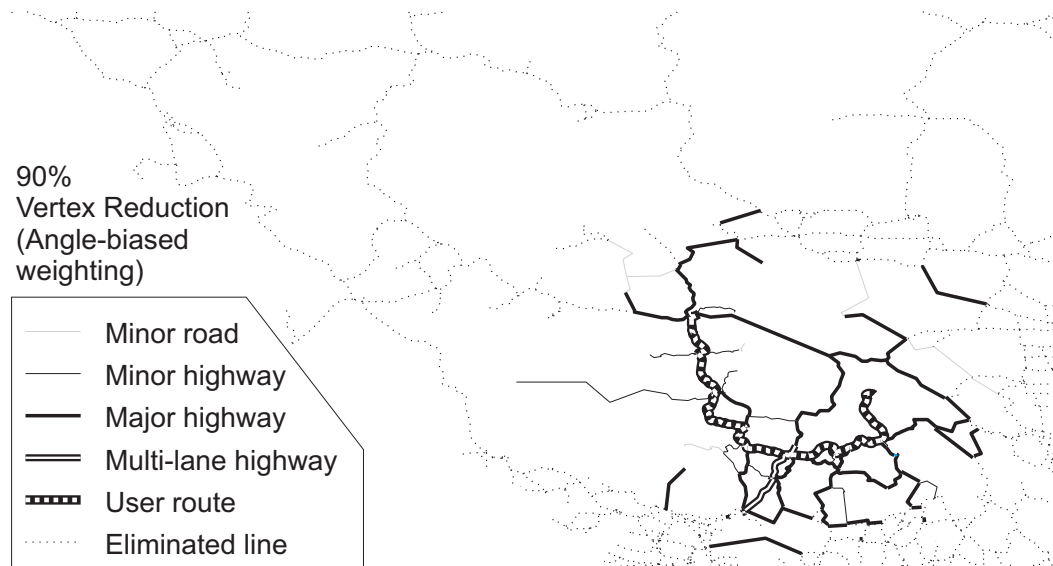 90%
Vertex Reduction
(Angle-biased
weighting)
Minor road
Minor highway
Major highway
Multi-lane highway
User route
Eliminated line